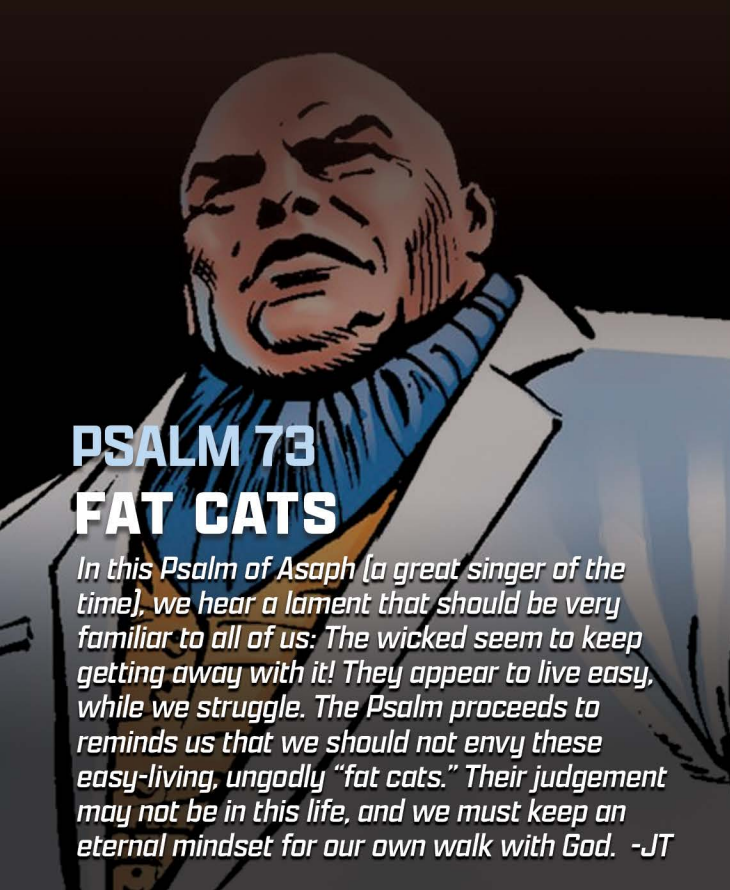 PSALM 73
FAT CATS
In this Psalm of Asaph (a great singer of the
time), we hear a lament that should be very
familiar to all of us: The wicked seem to keep
getting away with it! They appear to live easy,
while we struggle. The Psalm proceeds to
reminds us that we should not envy these
easy-living, ungodly “fat cats.” Their judgement
may not be in this life, and we must keep an
eternal mindset for our own walk with God. -JT